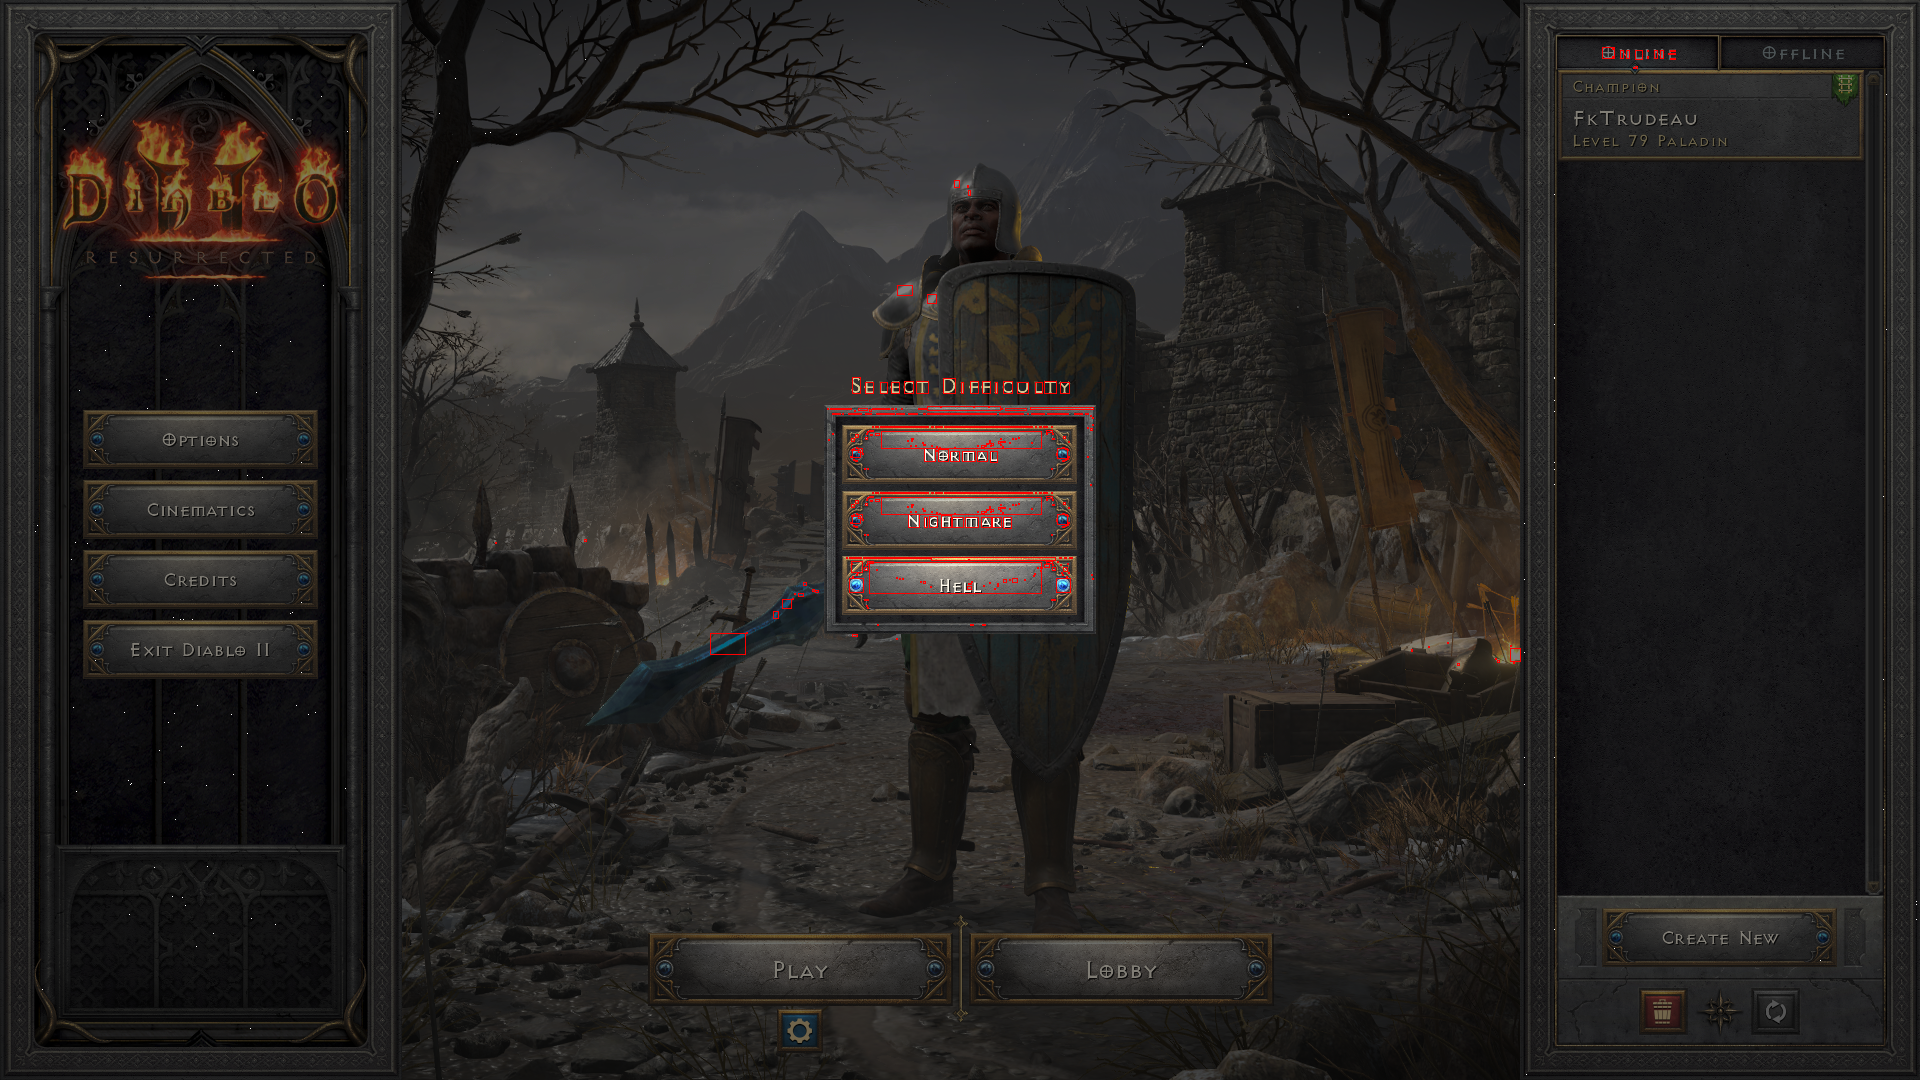 DIABLO II
RESURRECTED
OPTIONS
CINEMATICS
CREDITS
EXIT DIABLO II
SELECT DIFFICULTY
NORMAL
NIGHTMARE
HELL
PLAY
LOBBY
ONLINE
OFFLINE
CHAMPION
FKTRUDEAU
LEVEL 79 PALADIN
CREATE NEW